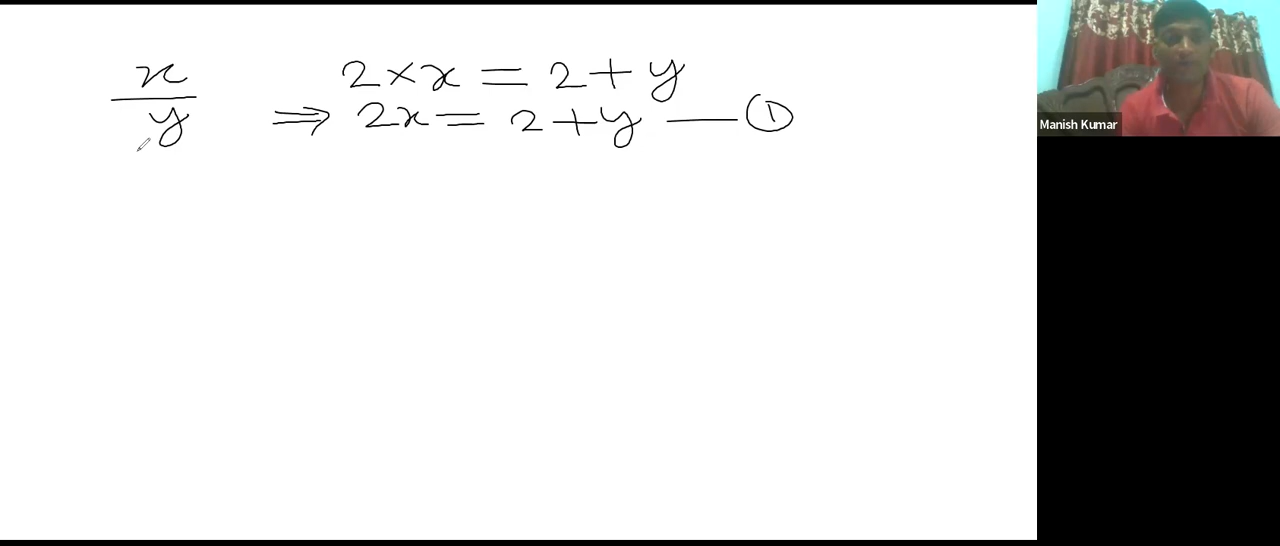 x/y
2×x = 2+y
⇒ 2x = 2+y — ①
Manish Kumar